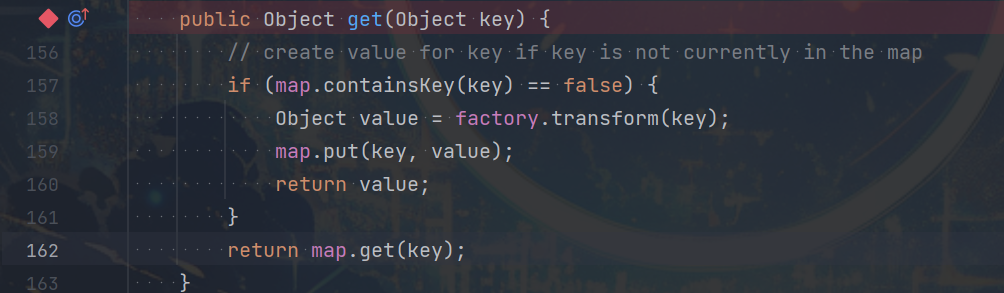 public Object get(Object key) {
156 // create value for key if key is not currently in the map
157 if (map.containsKey(key) == false) {
158 Object value = factory.transform(key);
159 map.put(key, value);
160 return value;
161 }
162 return map.get(key);
163 }